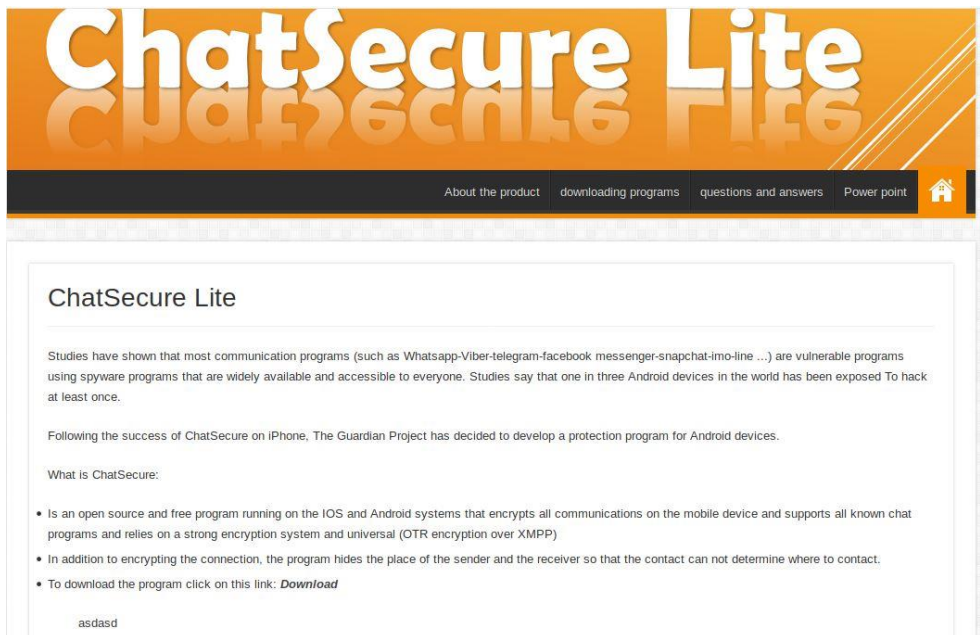 ChatSecure Lite
About the product
downloading programs
questions and answers
Power point
ChatSecure Lite
Studies have shown that most communication programs (such as Whatsapp-Viber-telegram-facebook messenger-snapchat-imo-line ...) are vulnerable programs
using spyware programs that are widely available and accessible to everyone. Studies say that one in three Android devices in the world has been exposed To hack
at least once.
Following the success of ChatSecure on iPhone, The Guardian Project has decided to develop a protection program for Android devices.
What is ChatSecure:
• Is an open source and free program running on the IOS and Android systems that encrypts all communications on the mobile device and supports all known chat
programs and relies on a strong encryption system and universal (OTR encryption over XMPP)
• In addition to encrypting the connection, the program hides the place of the sender and the receiver so that the contact can not determine where to contact.
• To download the program click on this link: Download
asdasd